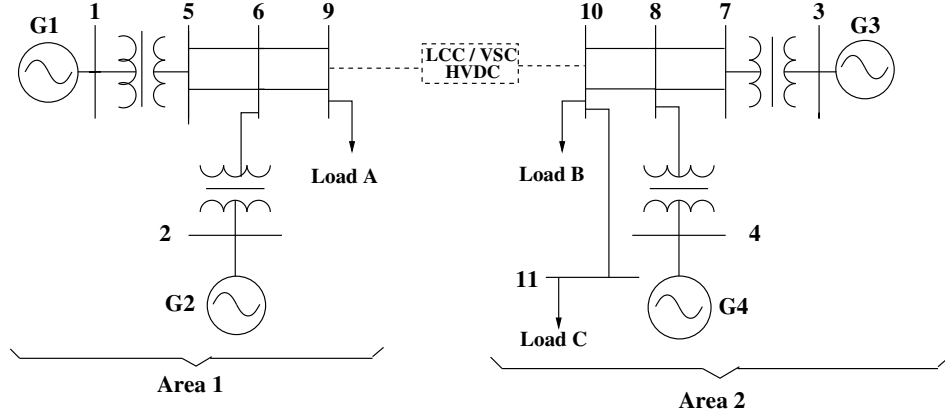 G1
1
5
6
9
LCC / VSC
HVDC
10
8
7
3
G3
Load A
Load B
2
4
11
G2
G4
Load C
Area 1
Area 2